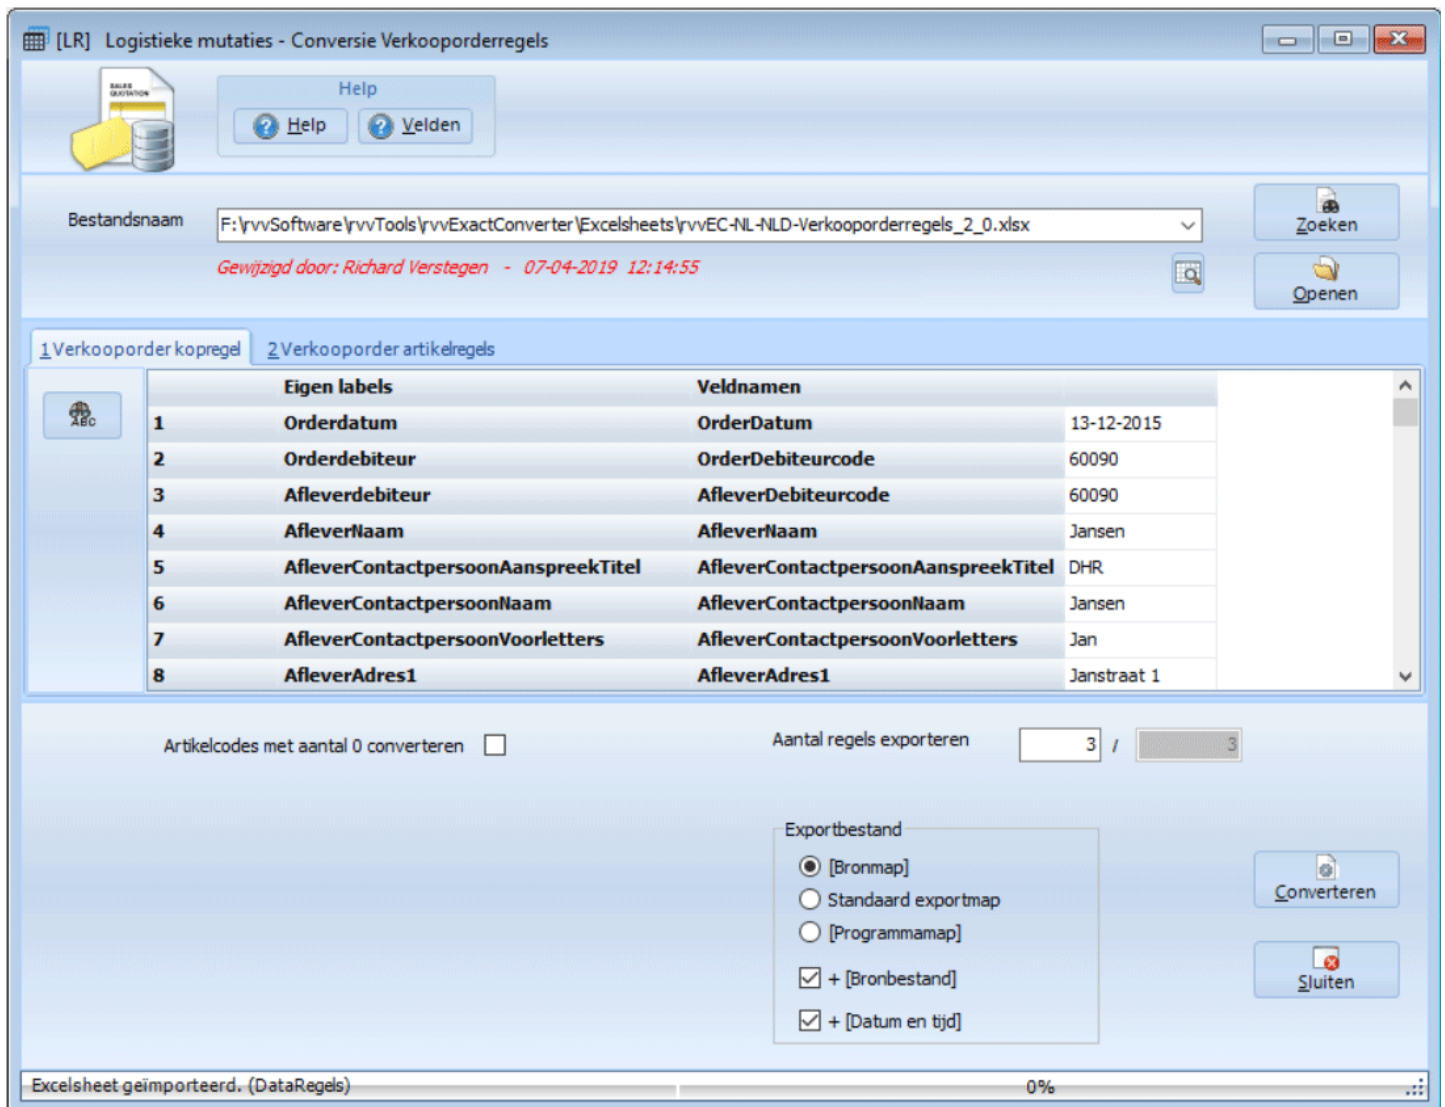 [LR] Logistieke mutaties - Conversie Verkooporderregels
SALES
QUOTATION
Help
Help Velden
Bestandsnaam
F:\rvvSoftware\rvvTools\rvvExactConverter\Excelsheets\rvvEC-NL-NLD-Verkooporderregels_2_0.xlsx
Zoeken
Gewijzigd door: Richard Verstegen - 07-04-2019 12:14:55
Openen
1 Verkooporder kopregel 2 Verkooporder artikelregels
ABC
Eigen labels Veldnamen
1 Orderdatum OrderDatum 13-12-2015
2 Orderdebiteur OrderDebiteurcode 60090
3 Afleverdebiteur AfleverDebiteurcode 60090
4 AfleverNaam AfleverNaam Jansen
5 AfleverContactpersoonAanspreekTitel AfleverContactpersoonAanspreekTitel DHR
6 AfleverContactpersoonNaam AfleverContactpersoonNaam Jansen
7 AfleverContactpersoonVoorletters AfleverContactpersoonVoorletters Jan
8 AfleverAdres1 AfleverAdres1 Janstraat 1
Artikelcodes met aantal 0 converteren
Aantal regels exporteren 3 / 3
Exportbestand
[Bronmap]
Standaard exportmap
[Programmamap]
+ [Bronbestand]
+ [Datum en tijd]
Converteren
Sluiten
Excelsheet geïmporteerd. (DataRegels) 0%